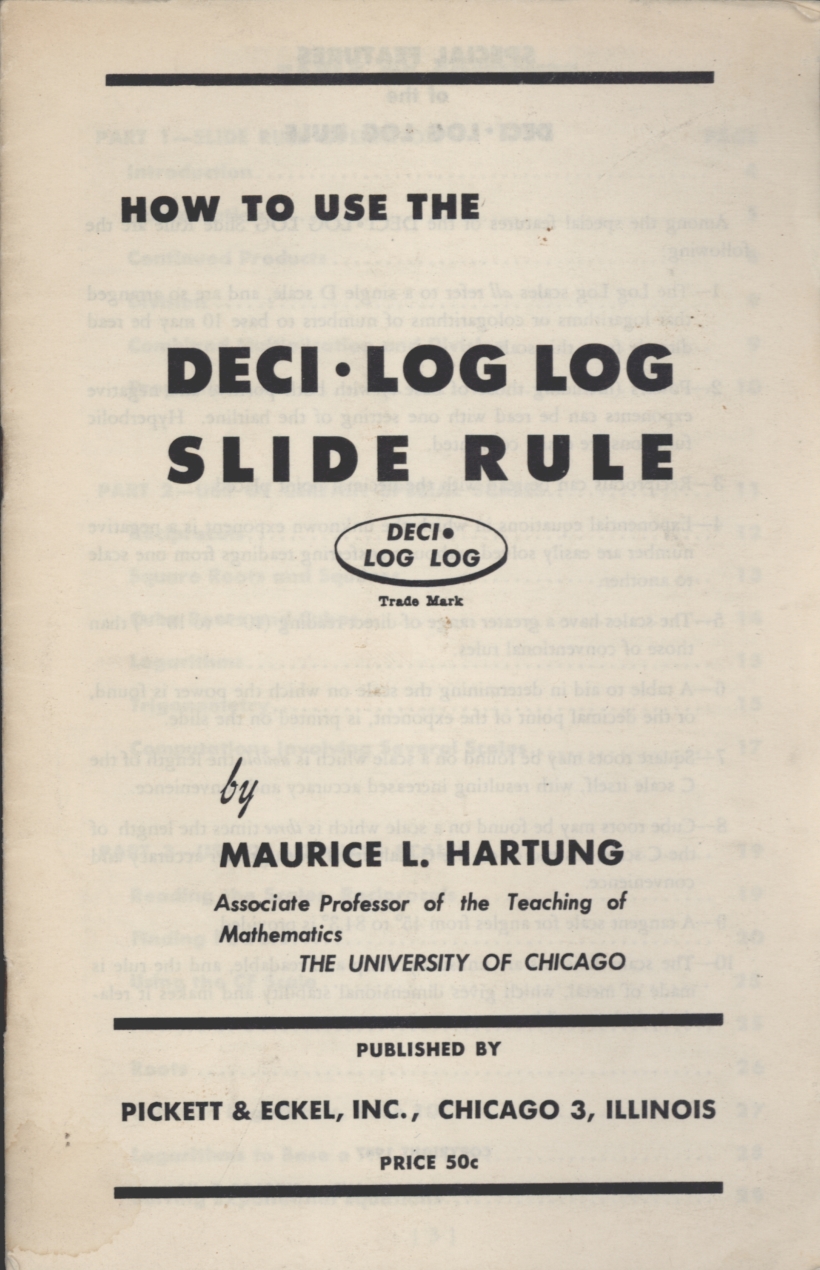 HOW TO USE THE
DECI•LOG LOG
SLIDE RULE
DECI•
LOG LOG
Trade Mark
by
MAURICE L. HARTUNG
Associate Professor of the Teaching of
Mathematics
THE UNIVERSITY OF CHICAGO
PUBLISHED BY
PICKETT & ECKEL, INC., CHICAGO 3, ILLINOIS
PRICE 50c